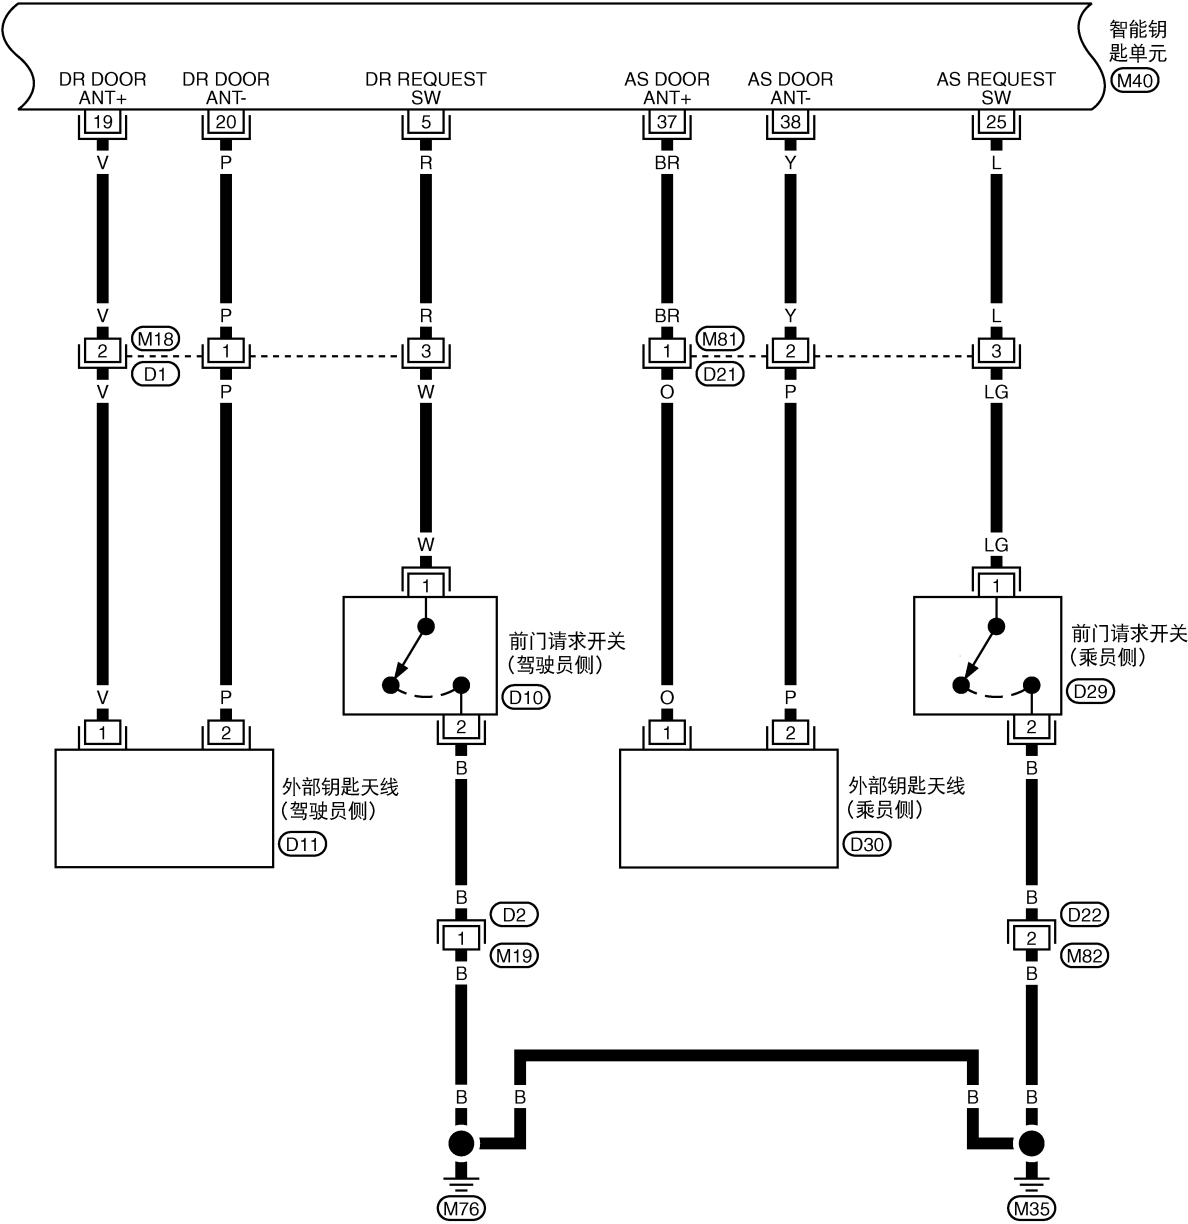 智能钥
匙单元
M40
DR DOOR ANT+
DR DOOR ANT-
DR REQUEST SW
AS DOOR ANT+
AS DOOR ANT-
AS REQUEST SW
19 20 5 37 38 25
V P R BR Y L
V P R BR Y L
M18 M81
2 1 3 1 2 3
D1 D21
V P W O P LG
W LG
1 1
前门请求开关
(驾驶员侧)
D10
前门请求开关
(乘员侧)
D29
V P O P
1 2 2 1 2 2
B B
外部钥匙天线
(驾驶员侧)
D11
外部钥匙天线
(乘员侧)
D30
B B
D2 D22
1 2
M19 M82
B B
B B B B
M76 M35